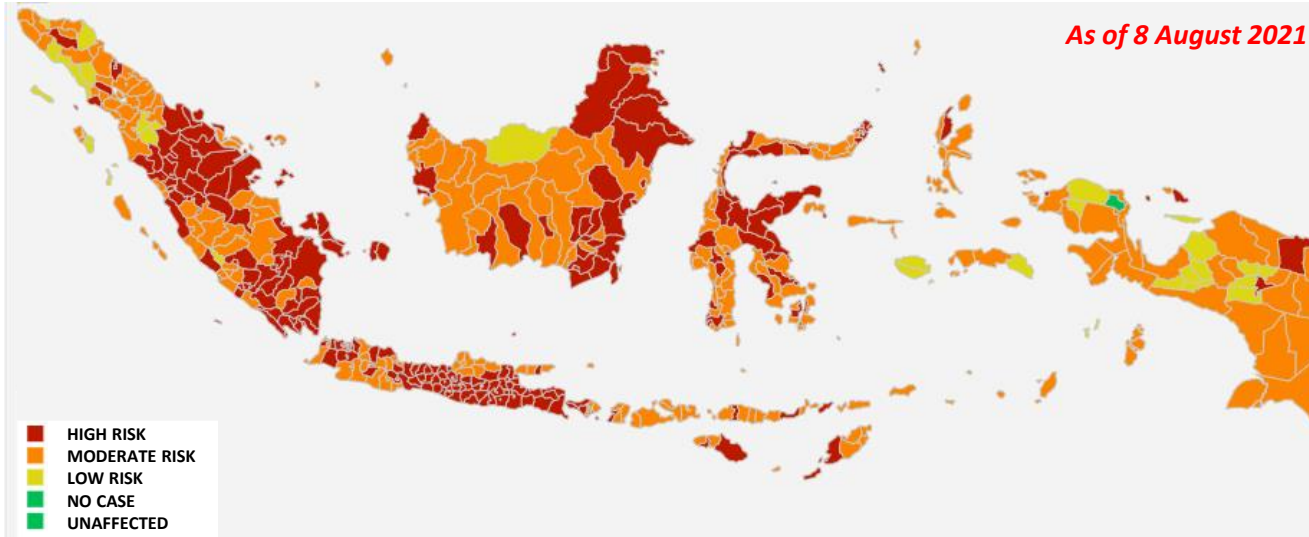 As of 8 August 2021
HIGH RISK
MODERATE RISK
LOW RISK
NO CASE
UNAFFECTED